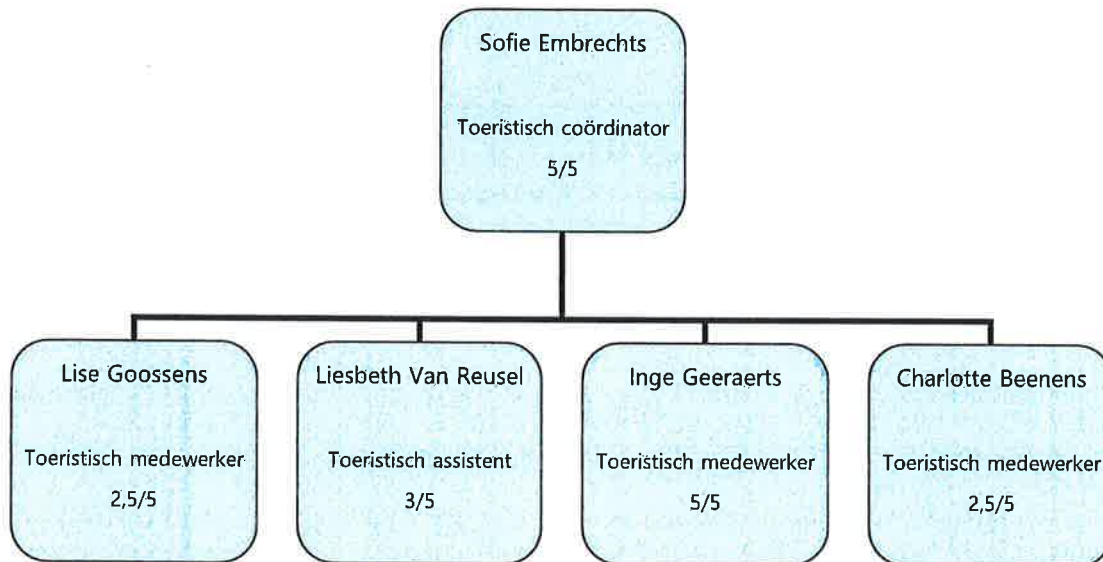 Sofie Embrechts
Toeristisch coördinator
5/5
Lise Goossens
Toeristisch medewerker
2,5/5
Liesbeth Van Reusel
Toeristisch assistent
3/5
Inge Geeraerts
Toeristisch medewerker
5/5
Charlotte Beenens
Toeristisch medewerker
2,5/5